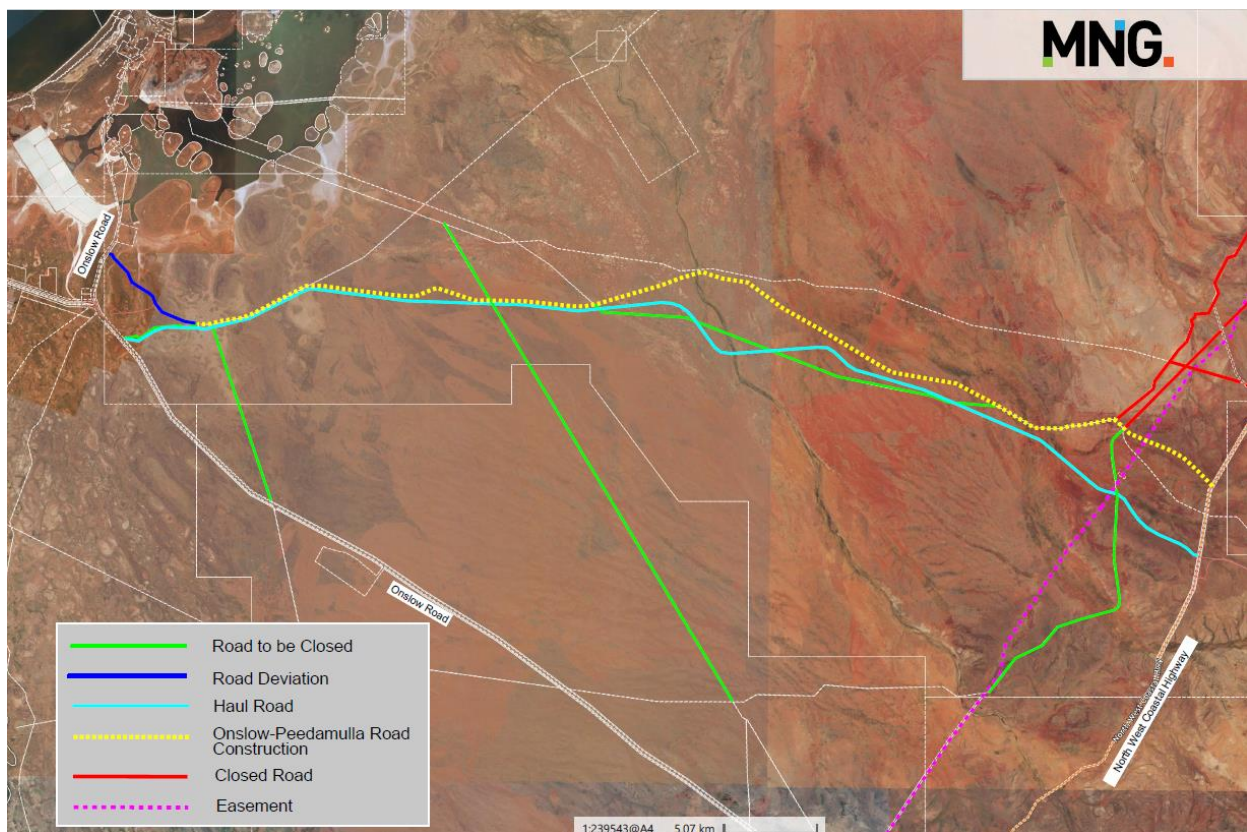 MNG.
Onslow Road
Onslow Road
North West Coastal Highway
Road to be Closed
Road Deviation
Haul Road
Onslow-Peedamulla Road
Construction
Closed Road
Easement
1:239543@A4 5.07 km